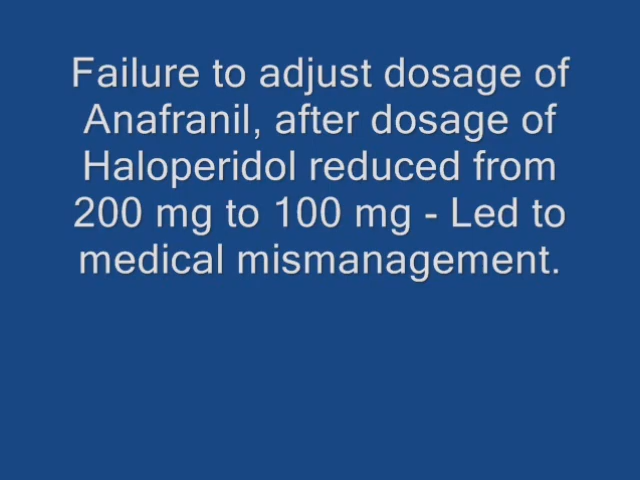 Failure to adjust dosage of
Anafranil, after dosage of
Haloperidol reduced from
200 mg to 100 mg - Led to
medical mismanagement.